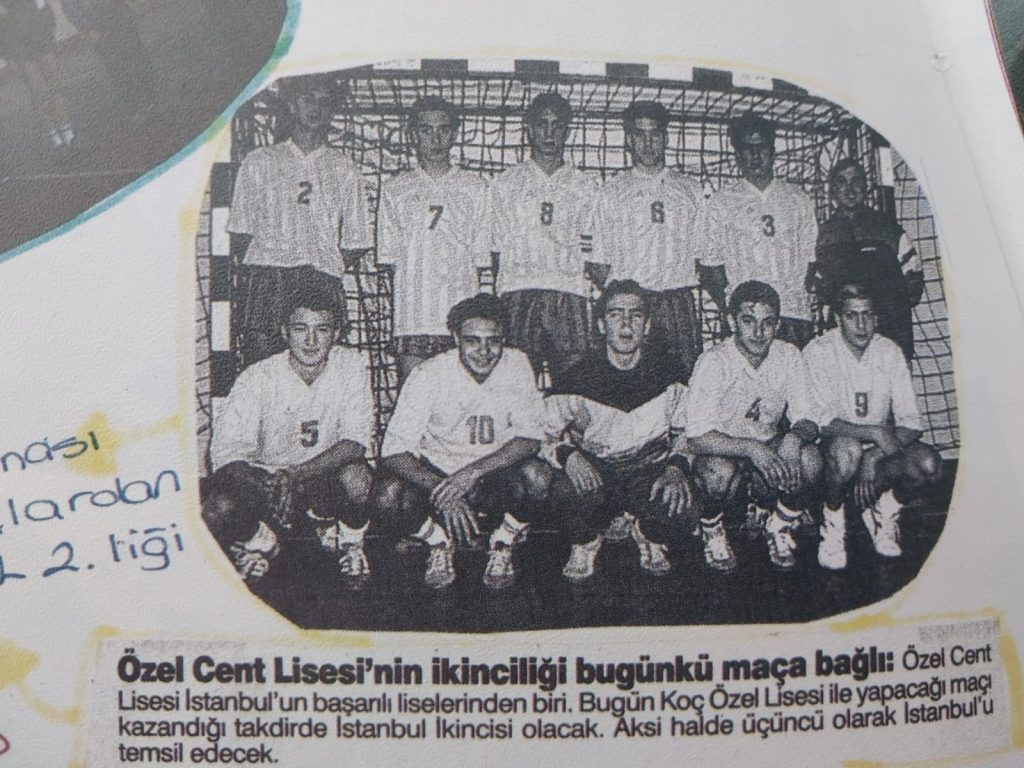 2
7
8
6
3
5
10
4
9
ması
lardan
2. liği
Özel Cent Lisesi'nin ikinciliği bugünkü maça bağlı: Özel Cent
Lisesi İstanbul'un başarılı liselerinden biri. Bugün Koç Özel Lisesi ile yapacağı maçı
kazandığı takdirde İstanbul İkincisi olacak. Aksi halde üçüncü olarak İstanbul'u
temsil edecek.